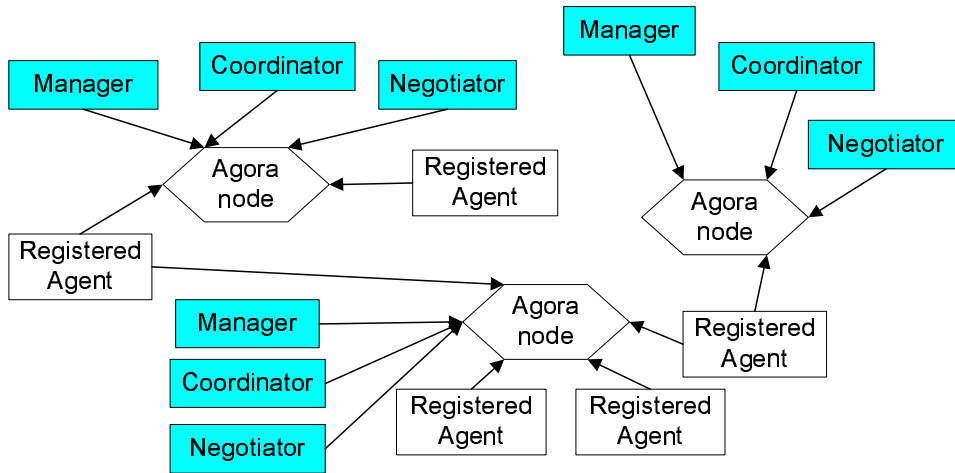 Manager
Coordinator
Manager
Coordinator
Negotiator
Negotiator
Agora
node
Registered
Agent
Agora
node
Registered
Agent
Manager
Agora
node
Registered
Agent
Coordinator
Registered
Agent
Registered
Agent
Negotiator